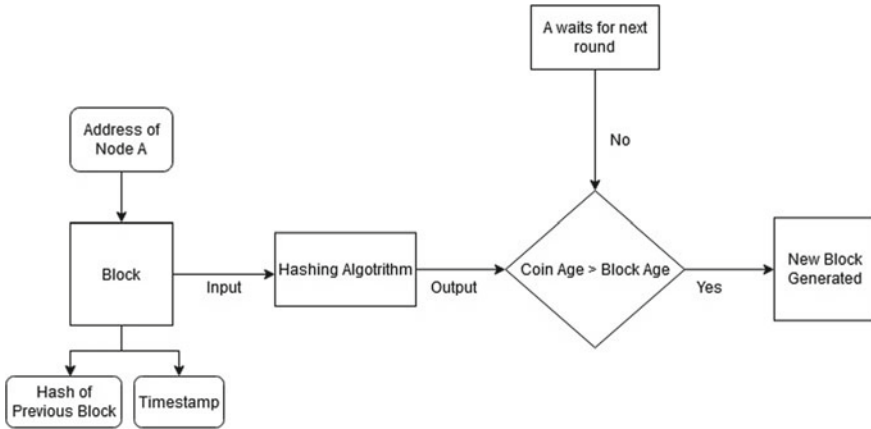 A waits for next
round
Address of
Node A
No
Block
Input
Hashing Algotrithm
Output
Coin Age > Block Age
Yes
New Block
Generated
Hash of
Previous Block
Timestamp